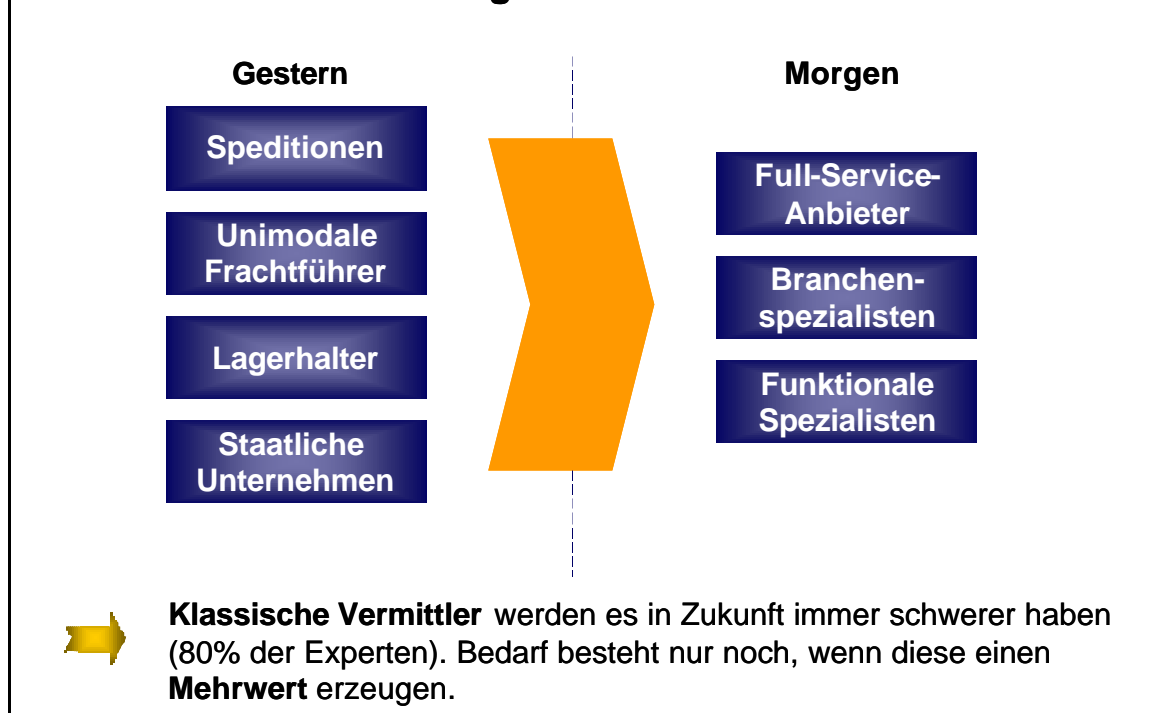 Gestern
Speditionen
Unimodale
Frachtführer
Lagerhalter
Staatliche
Unternehmen
Morgen
Full-Service-
Anbieter
Branchen-
spezialisten
Funktionale
Spezialisten
Klassische Vermittler werden es in Zukunft immer schwerer haben
(80% der Experten). Bedarf besteht nur noch, wenn diese einen
Mehrwert erzeugen.